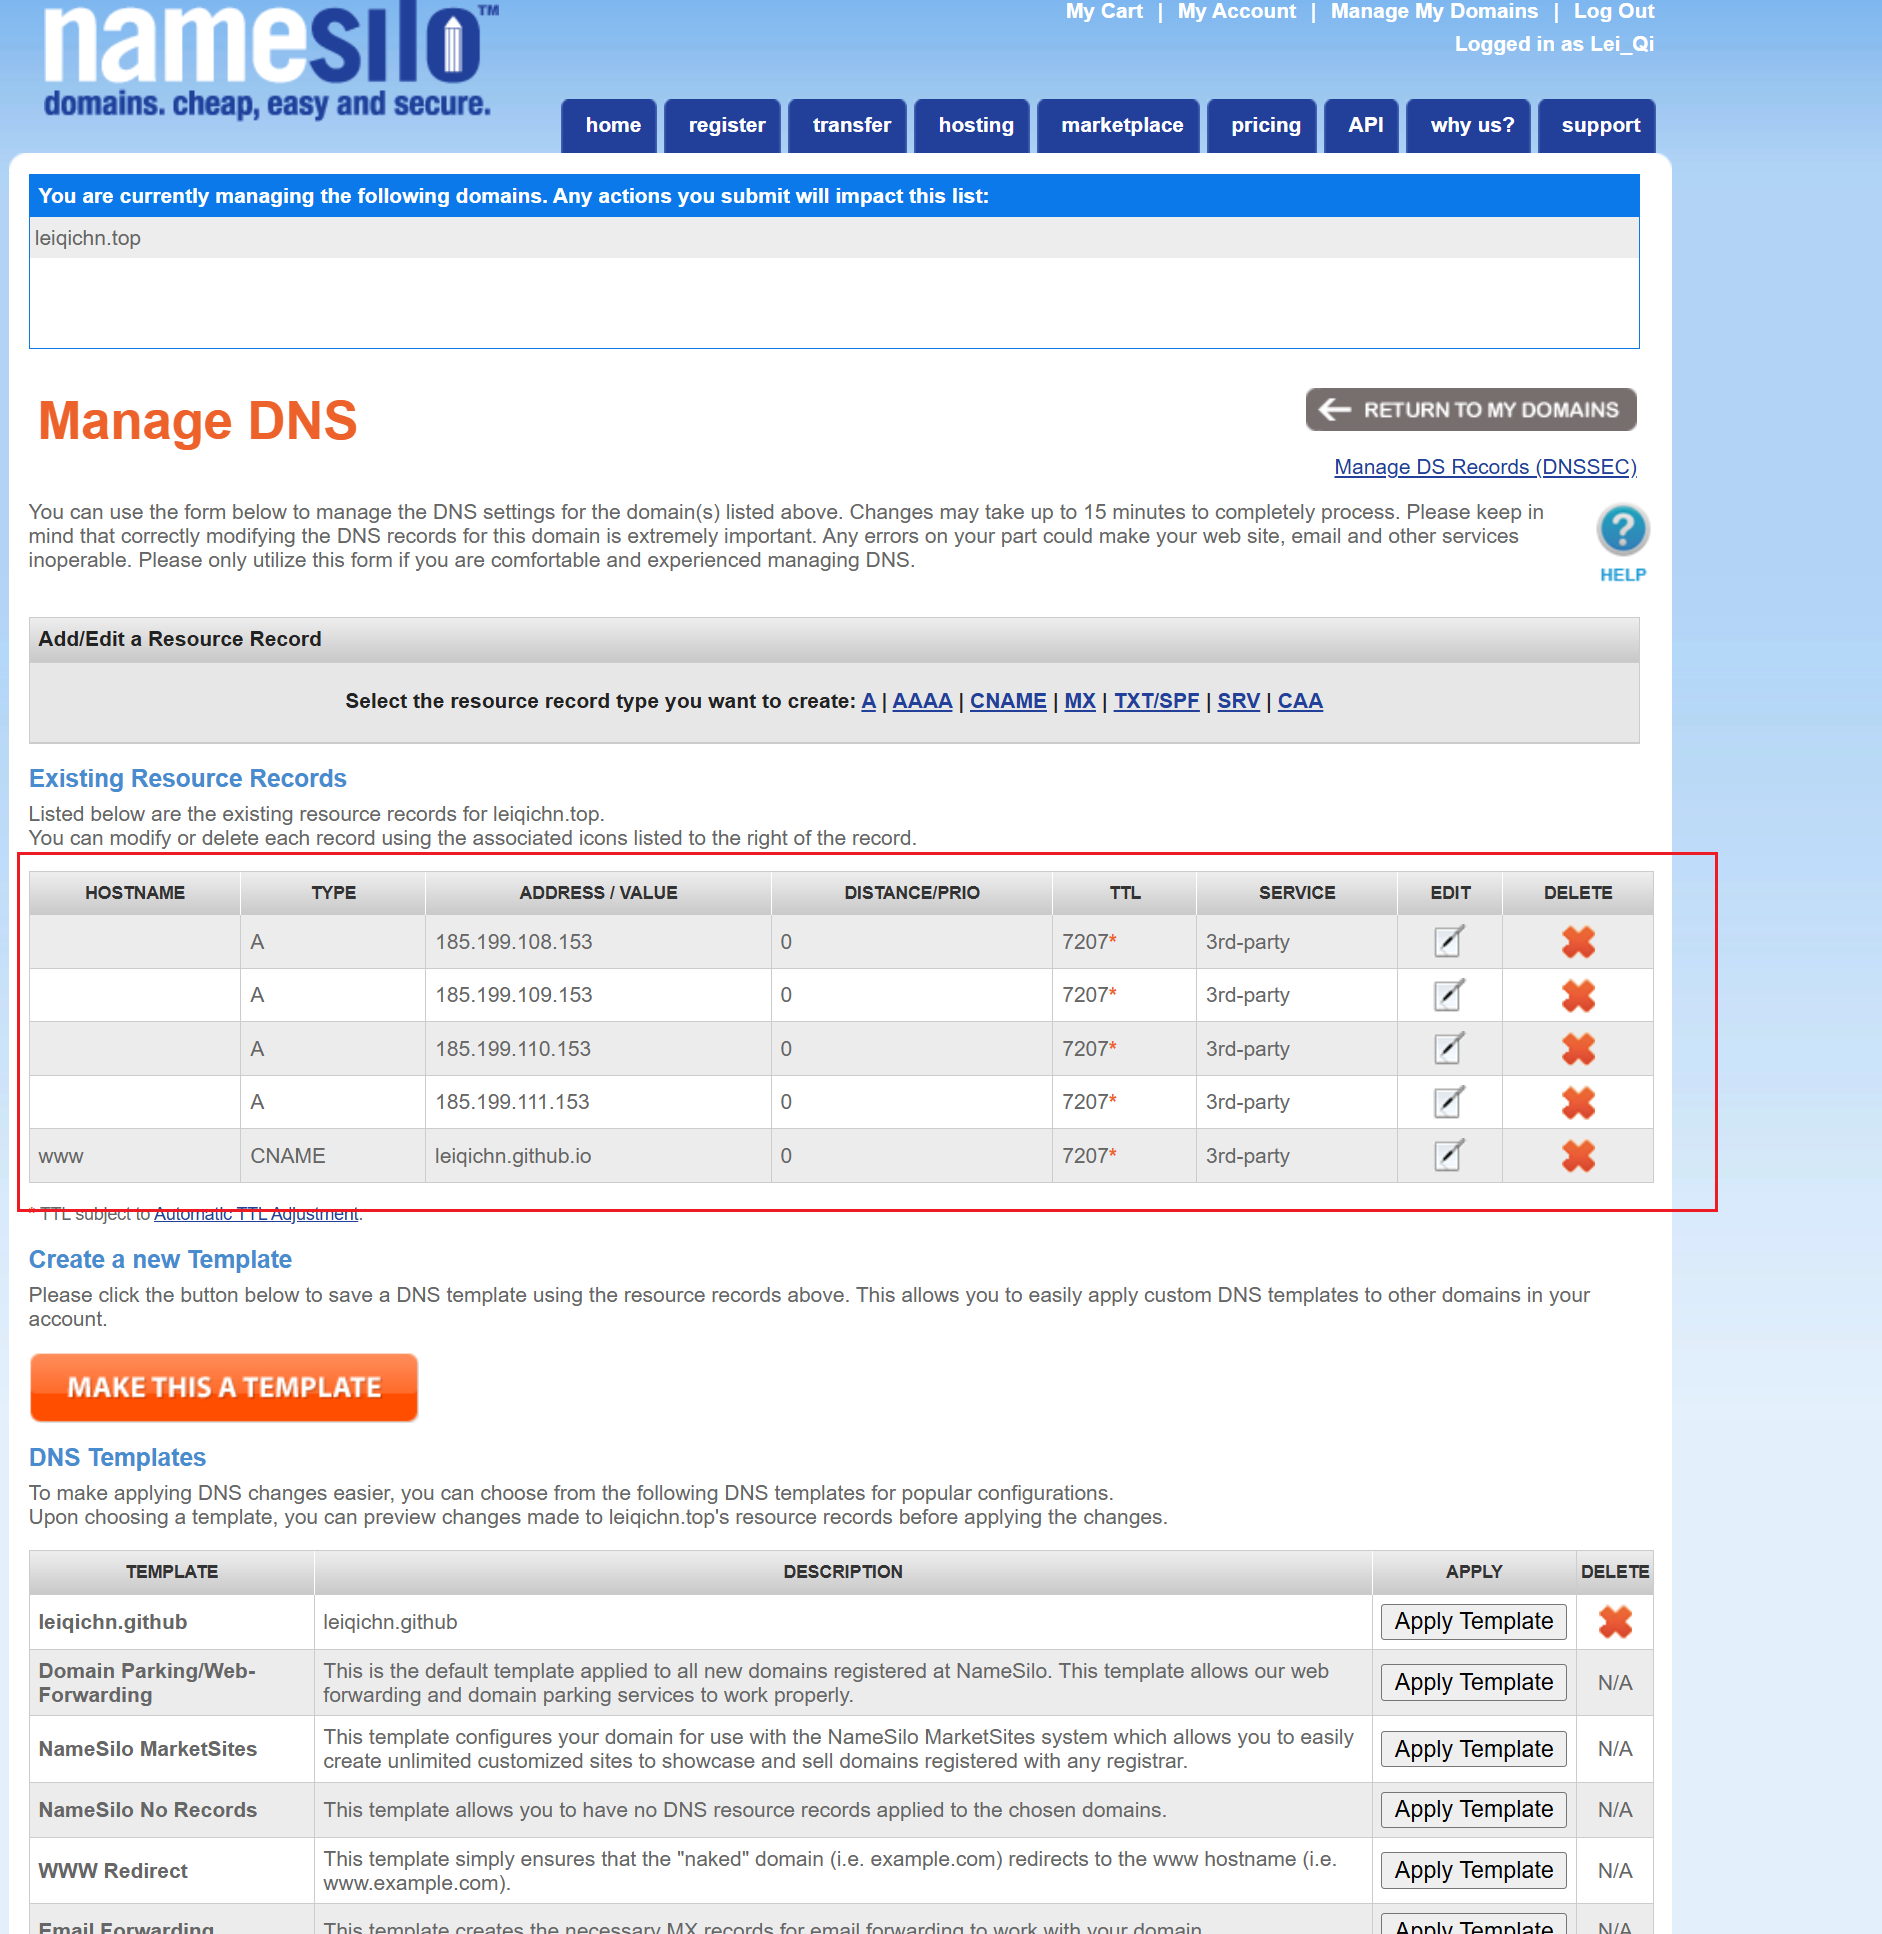 My Cart | My Account | Manage My Domains | Log Out
Logged in as Lei_Qi
namesilo™
domains. cheap, easy and secure.
home register transfer hosting marketplace pricing API why us? support
You are currently managing the following domains. Any actions you submit will impact this list:
leiqichn.top
Manage DNS
RETURN TO MY DOMAINS
Manage DS Records (DNSSEC)
You can use the form below to manage the DNS settings for the domain(s) listed above. Changes may take up to 15 minutes to completely process. Please keep in
mind that correctly modifying the DNS records for this domain is extremely important. Any errors on your part could make your web site, email and other services
inoperable. Please only utilize this form if you are comfortable and experienced managing DNS.
?
HELP
Add/Edit a Resource Record
Select the resource record type you want to create: A | AAAA | CNAME | MX | TXT/SPF | SRV | CAA
Existing Resource Records
Listed below are the existing resource records for leiqichn.top.
You can modify or delete each record using the associated icons listed to the right of the record.
HOSTNAME TYPE ADDRESS / VALUE DISTANCE/PRIO TTL SERVICE EDIT DELETE
A 185.199.108.153 0 7207* 3rd-party
A 185.199.109.153 0 7207* 3rd-party
A 185.199.110.153 0 7207* 3rd-party
A 185.199.111.153 0 7207* 3rd-party
www CNAME leiqichn.github.io 0 7207* 3rd-party
* TTL subject to Automatic TTL Adjustment.
Create a new Template
Please click the button below to save a DNS template using the resource records above. This allows you to easily apply custom DNS templates to other domains in your
account.
MAKE THIS A TEMPLATE
DNS Templates
To make applying DNS changes easier, you can choose from the following DNS templates for popular configurations.
Upon choosing a template, you can preview changes made to leiqichn.top's resource records before applying the changes.
TEMPLATE DESCRIPTION APPLY DELETE
leiqichn.github leiqichn.github Apply Template
Domain Parking/Web-
Forwarding
This is the default template applied to all new domains registered at NameSilo. This template allows our web
forwarding and domain parking services to work properly.
Apply Template N/A
NameSilo MarketSites
This template configures your domain for use with the NameSilo MarketSites system which allows you to easily
create unlimited customized sites to showcase and sell domains registered with any registrar.
Apply Template N/A
NameSilo No Records This template allows you to have no DNS resource records applied to the chosen domains. Apply Template N/A
WWW Redirect
This template simply ensures that the "naked" domain (i.e. example.com) redirects to the www hostname (i.e.
www.example.com).
Apply Template N/A
Email Forwarding This template creates the necessary MX records for email forwarding to work with your domain. Apply Template N/A